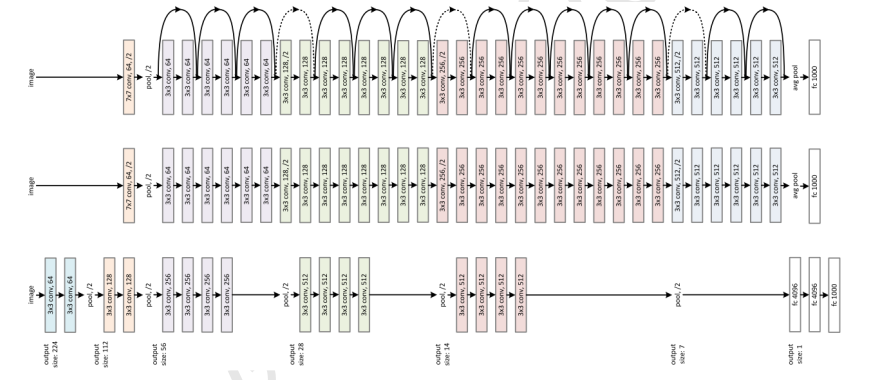 image
7x7 conv, 64, /2
pool, /2
3x3 conv, 64
3x3 conv, 64
3x3 conv, 64
3x3 conv, 64
3x3 conv, 64
3x3 conv, 64
3x3 conv, 128, /2
3x3 conv, 128
3x3 conv, 128
3x3 conv, 128
3x3 conv, 128
3x3 conv, 128
3x3 conv, 128
3x3 conv, 128
3x3 conv, 256, /2
3x3 conv, 256
3x3 conv, 256
3x3 conv, 256
3x3 conv, 256
3x3 conv, 256
3x3 conv, 256
3x3 conv, 256
3x3 conv, 256
3x3 conv, 256
3x3 conv, 256
3x3 conv, 256
3x3 conv, 512, /2
3x3 conv, 512
3x3 conv, 512
3x3 conv, 512
3x3 conv, 512
3x3 conv, 512
avg pool
fc 1000
image
7x7 conv, 64, /2
pool, /2
3x3 conv, 64
3x3 conv, 64
3x3 conv, 64
3x3 conv, 64
3x3 conv, 64
3x3 conv, 64
3x3 conv, 128, /2
3x3 conv, 128
3x3 conv, 128
3x3 conv, 128
3x3 conv, 128
3x3 conv, 128
3x3 conv, 128
3x3 conv, 128
3x3 conv, 256, /2
3x3 conv, 256
3x3 conv, 256
3x3 conv, 256
3x3 conv, 256
3x3 conv, 256
3x3 conv, 256
3x3 conv, 256
3x3 conv, 256
3x3 conv, 256
3x3 conv, 256
3x3 conv, 256
3x3 conv, 512, /2
3x3 conv, 512
3x3 conv, 512
3x3 conv, 512
3x3 conv, 512
3x3 conv, 512
avg pool
fc 1000
image
3x3 conv, 64
3x3 conv, 64
pool, /2
3x3 conv, 128
3x3 conv, 128
pool, /2
3x3 conv, 256
3x3 conv, 256
3x3 conv, 256
3x3 conv, 256
pool, /2
3x3 conv, 512
3x3 conv, 512
3x3 conv, 512
3x3 conv, 512
pool, /2
3x3 conv, 512
3x3 conv, 512
3x3 conv, 512
3x3 conv, 512
pool, /2
fc 4096
fc 4096
fc 1000
output
size: 224
output
size: 112
output
size: 56
output
size: 28
output
size: 14
output
size: 7
output
size: 1